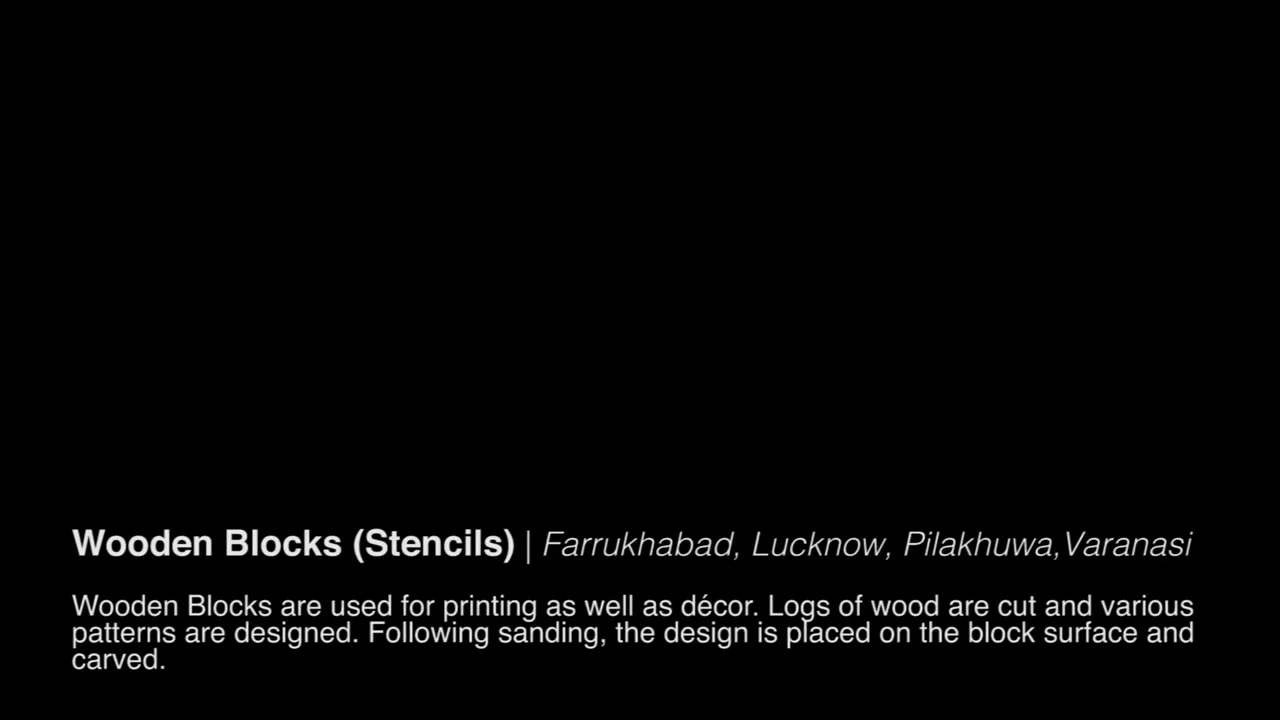 Wooden Blocks (Stencils) | Farrukhabad, Lucknow, Pilakhuwa,Varanasi
Wooden Blocks are used for printing as well as décor. Logs of wood are cut and various
patterns are designed. Following sanding, the design is placed on the block surface and
carved.